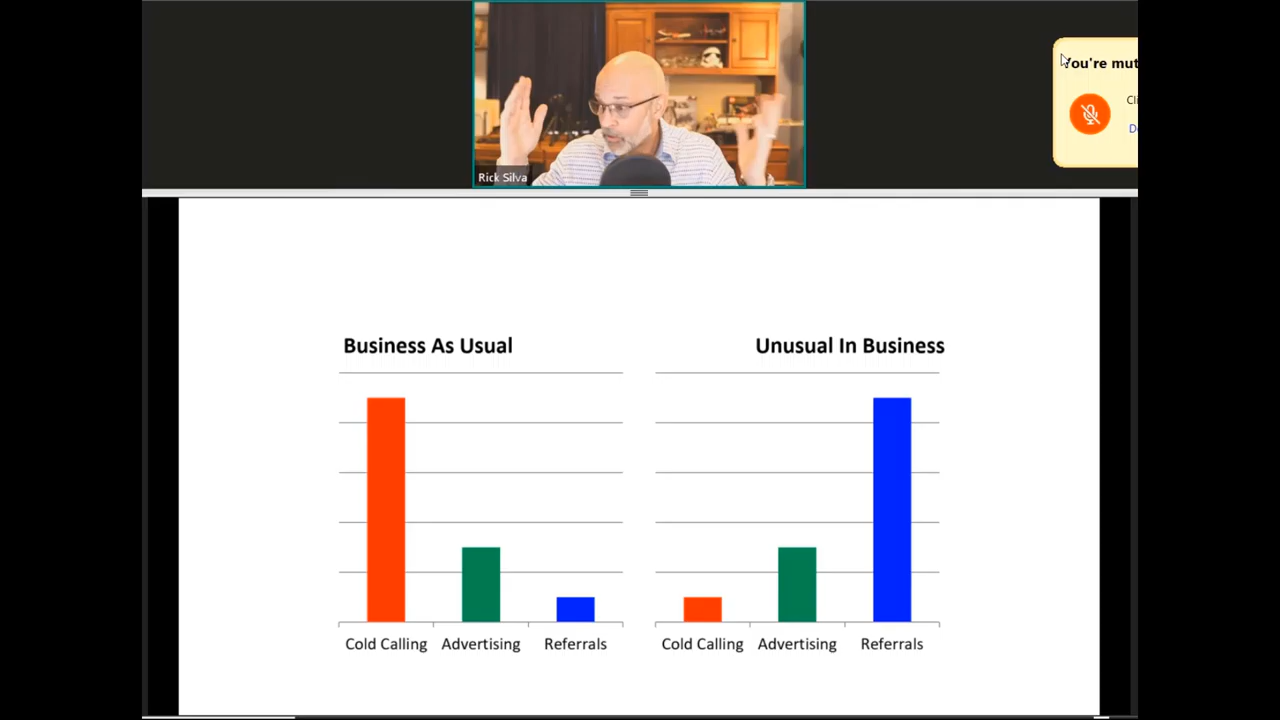 You're mut
Cli
D
Rick Silva
Business As Usual
Unusual In Business
Cold Calling Advertising Referrals
Cold Calling Advertising Referrals